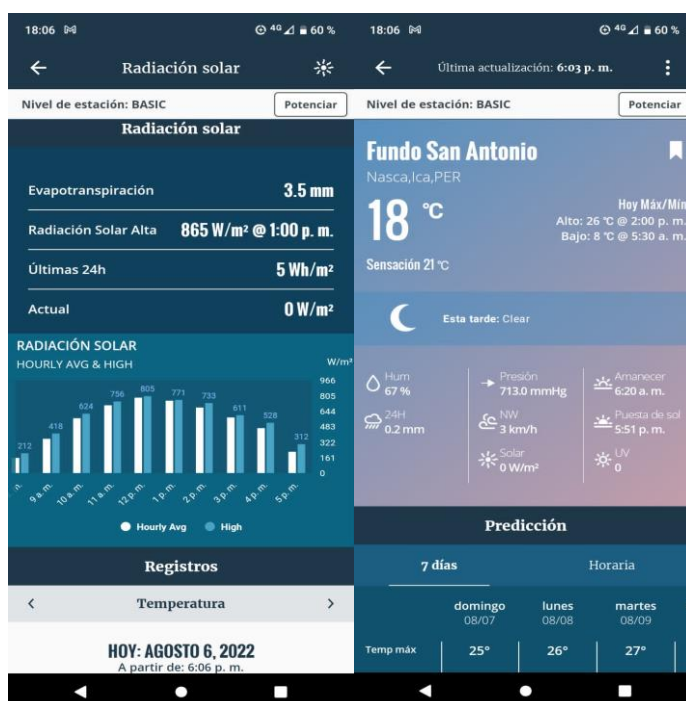 18:06
4G 60 %
Radiación solar
Nivel de estación: BASIC
Potenciar
Radiación solar
Evapotranspiración 3.5 mm
Radiación Solar Alta 865 W/m² @ 1:00 p. m.
Últimas 24h 5 Wh/m²
Actual 0 W/m²
RADIACIÓN SOLAR
HOURLY AVG & HIGH
W/m²
966
805
644
483
322
161
0
212
418
624
756
805
771
733
611
528
312
9 a. m.
10 a. m.
11 a. m.
12 p. m.
1 p. m.
2 p. m.
3 p. m.
4 p. m.
5 p. m.
Hourly Avg High
Registros
< Temperatura >
HOY: AGOSTO 6, 2022
A partir de: 6:06 p. m.
18:06
4G 60 %
Última actualización: 6:03 p. m.
Nivel de estación: BASIC
Potenciar
Fundo San Antonio
Nasca,Ica,PER
18 °C
Hoy Máx/Mín
Alto: 26 °C @ 2:00 p. m.
Bajo: 8 °C @ 5:30 a. m.
Sensación 21 °C
Esta tarde: Clear
Hum
67 %
Presión
713.0 mmHg
Amanecer
6:20 a. m.
24H
0.2 mm
NW
3 km/h
Puesta de sol
5:51 p. m.
Solar
0 W/m²
UV
0
Predicción
7 días Horaria
domingo lunes martes
08/07 08/08 08/09
Temp máx 25° 26° 27°